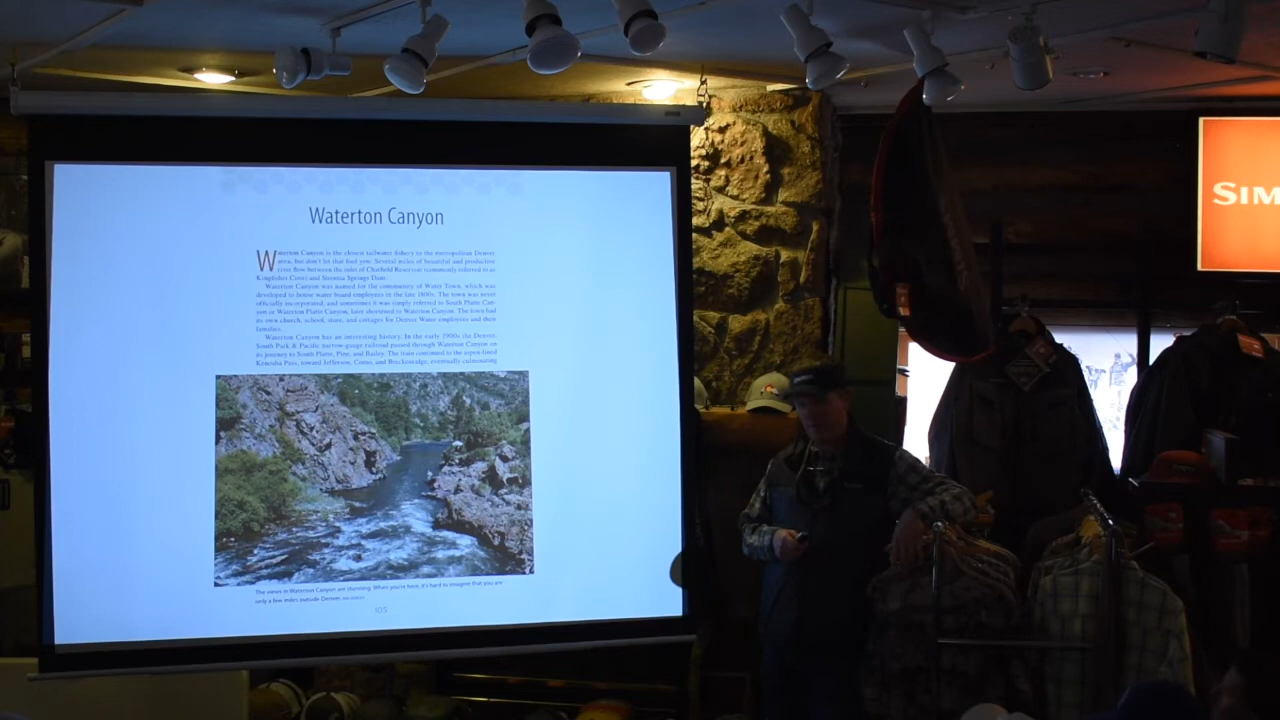 Waterton Canyon
Waterton Canyon is the closest tailwater fishery to the metropolitan Denver
area, but don't let that fool you. Several miles of beautiful and productive
river flow between the inlet of Chatfield Reservoir (commonly referred to as
Kingfisher Cove) and Strontia Springs Dam.
Waterton Canyon was named for the community of Water Town, which was
developed to house water board employees in the late 1800s. The town was never
officially incorporated, and sometimes it was simply referred to South Platte Can-
yon or Waterton Platte Canyon, later shortened to Waterton Canyon. The town had
its own church, school, store, and cottages for Denver Water employees and their
families.
Waterton Canyon has an interesting history. In the early 1900s the Denver,
South Park & Pacific narrow-gauge railroad passed through Waterton Canyon on
its journey to South Platte, Pine, and Bailey. The train continued to the aspen-lined
Kenosha Pass, toward Jefferson, Como, and Breckenridge, eventually culminating
The views in Waterton Canyon are stunning. When you're here, it's hard to imagine that you are
only a few miles outside Denver.
105
SIM